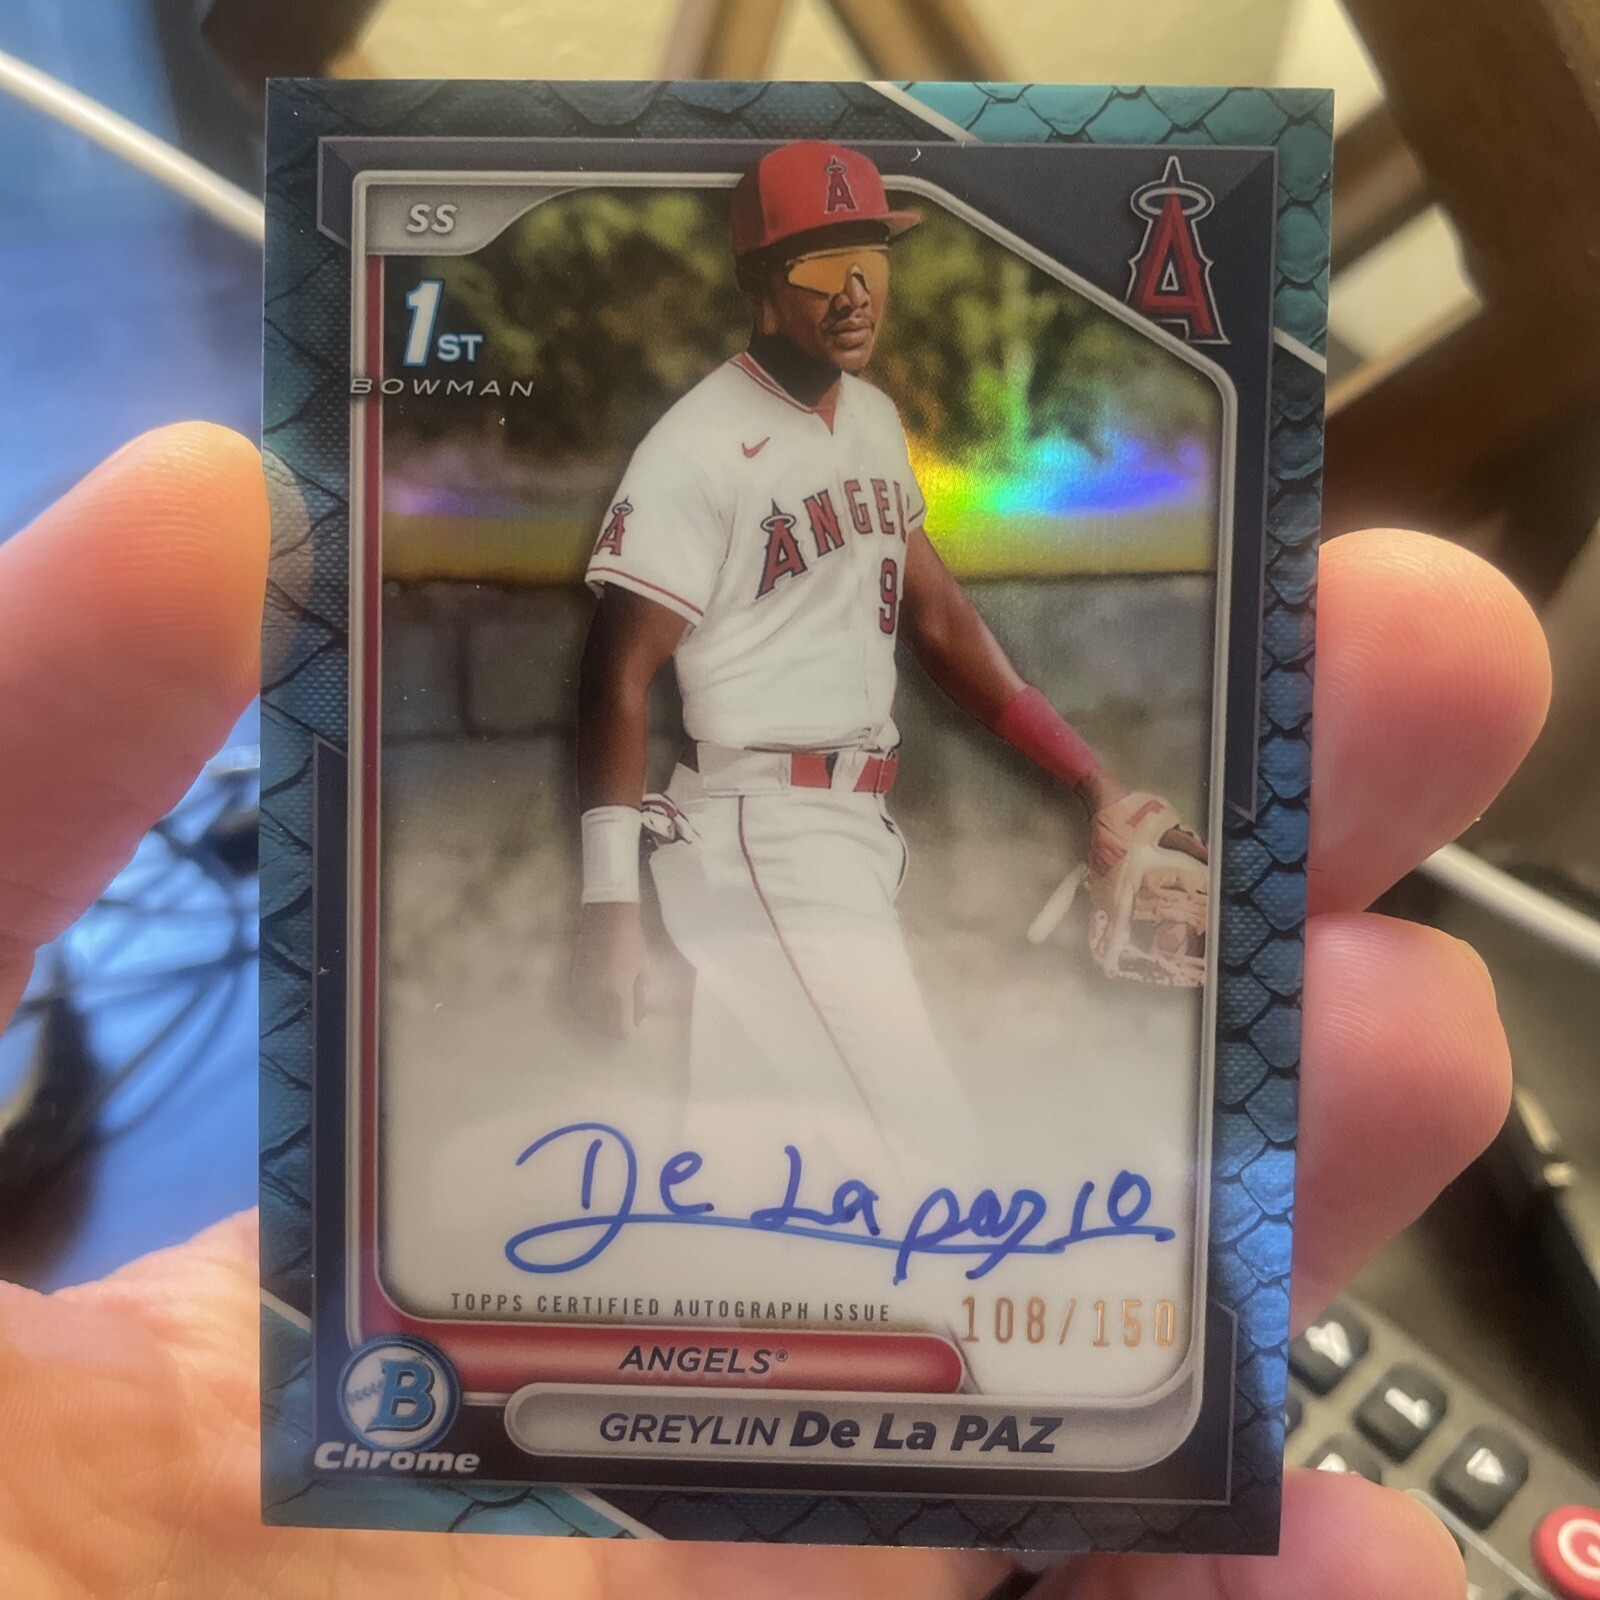 A
A
SS
1ST
BOWMAN
ANGEL
9
A
De La paz 10
TOPPS CERTIFIED AUTOGRAPH ISSUE
108/150
ANGELS®
B
Chrome
GREYLIN De La PAZ